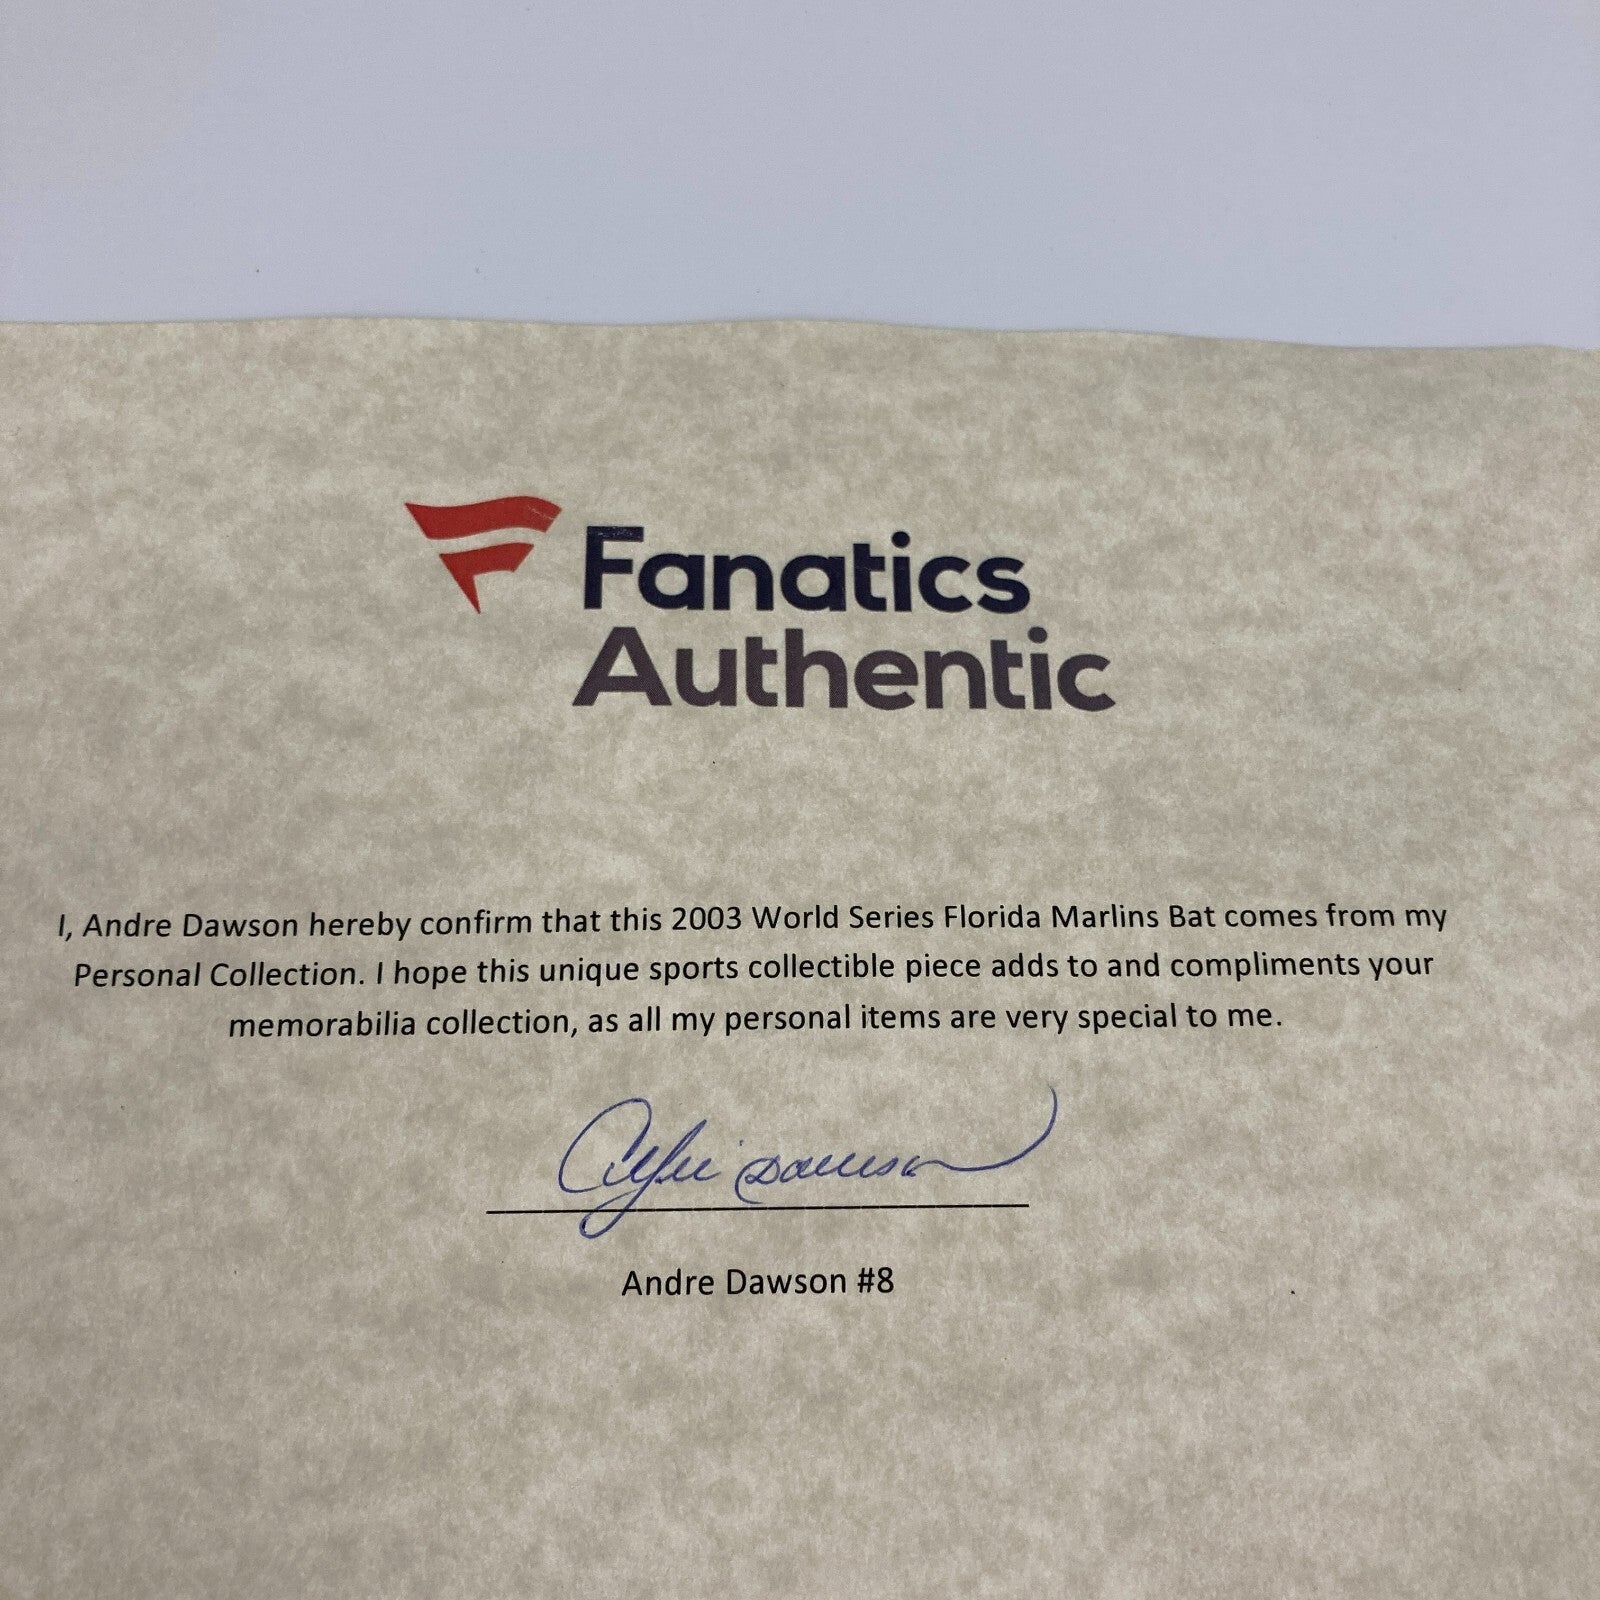 Fanatics
Authentic
I, Andre Dawson hereby confirm that this 2003 World Series Florida Marlins Bat comes from my
Personal Collection. I hope this unique sports collectible piece adds to and compliments your
memorabilia collection, as all my personal items are very special to me.
Andre Dawson
Andre Dawson #8